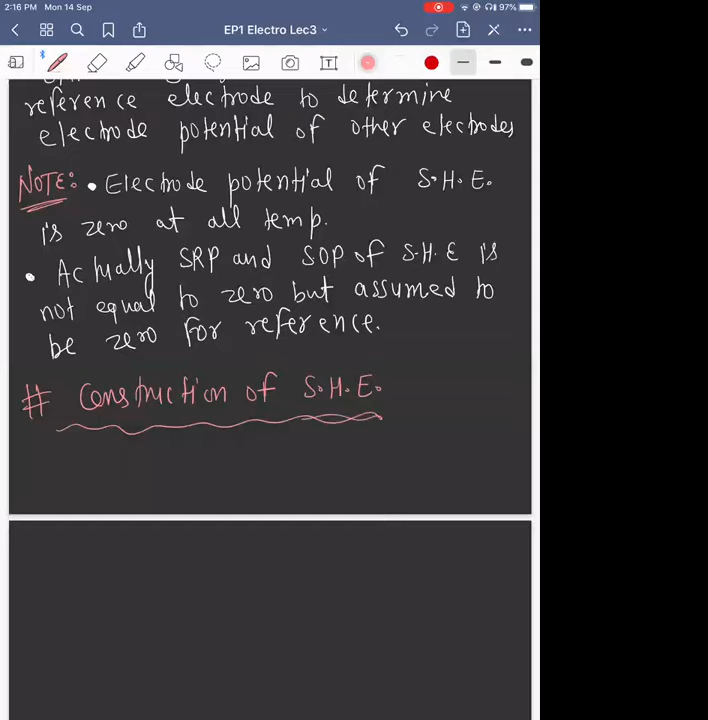 2:16 PM Mon 14 Sep
97%
EP1 Electro Lec3
T
reference electrode to determine
electrode potential of other electrodes
NOTE: • Electrode potential of S.H.E.
is zero at all temp.
• Actually SRP and SOP of S.H.E is
not equal to zero but assumed to
be zero for reference.
# Construction of S.H.E.